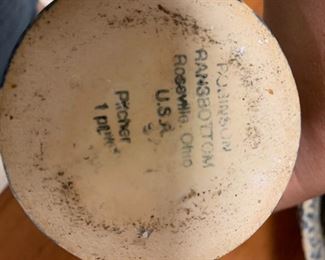 ROBINSON
RANSBOTTOM
Roseville, Ohio
U.S.A.
Pitcher
1 pint